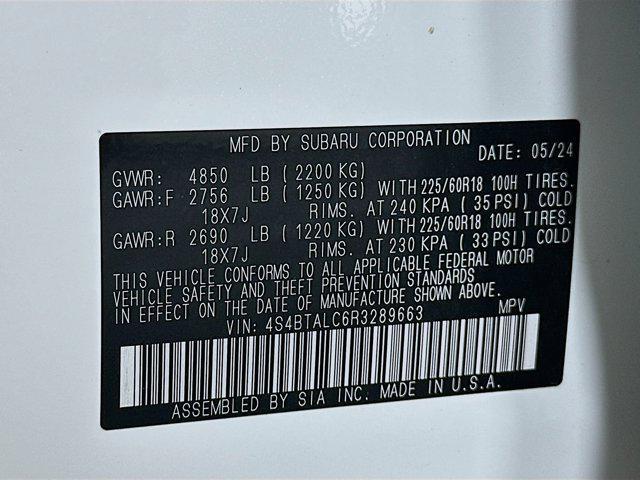 MFD BY SUBARU CORPORATION
DATE: 05/24
GVWR: 4850 LB (2200 KG)
GAWR:F 2756 LB (1250 KG) WITH 225/60R18 100H TIRES.
18X7J RIMS. AT 240 KPA (35 PSI) COLD
GAWR:R 2690 LB (1220 KG) WITH 225/60R18 100H TIRES.
18X7J RIMS. AT 230 KPA (33 PSI) COLD
THIS VEHICLE CONFORMS TO ALL APPLICABLE FEDERAL MOTOR
VEHICLE SAFETY AND THEFT PREVENTION STANDARDS
IN EFFECT ON THE DATE OF MANUFACTURE SHOWN ABOVE.
VIN: 4S4BTALC6R3289663 MPV
ASSEMBLED BY SIA INC. MADE IN U.S.A.